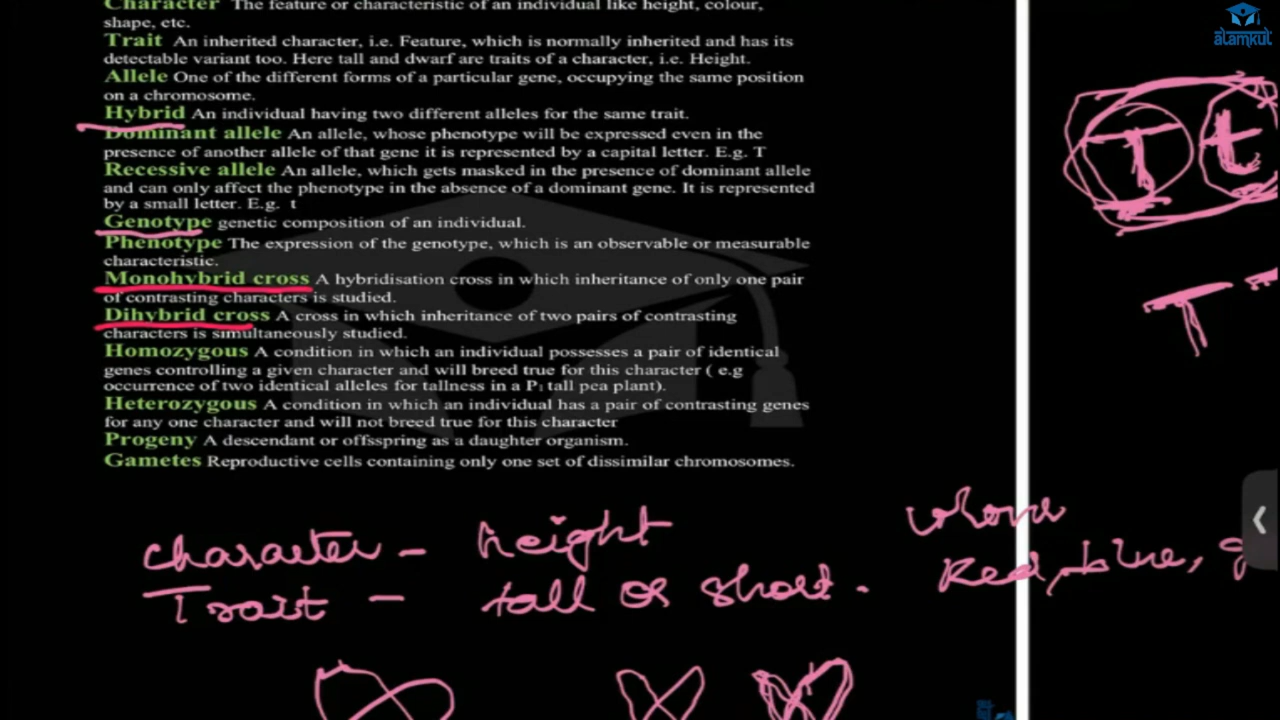 Character The feature or characteristic of an individual like height, colour,
shape, etc.
Trait An inherited character, i.e. Feature, which is normally inherited and has its
detectable variant too. Here tall and dwarf are traits of a character, i.e. Height.
Allele One of the different forms of a particular gene, occupying the same position
on a chromosome.
Hybrid An individual having two different alleles for the same trait.
Dominant allele An allele, whose phenotype will be expressed even in the
presence of another allele of that gene it is represented by a capital letter. E.g. T
Recessive allele An allele, which gets masked in the presence of dominant allele
and can only affect the phenotype in the absence of a dominant gene. It is represented
by a small letter. E.g. t
Genotype genetic composition of an individual.
Phenotype The expression of the genotype, which is an observable or measurable
characteristic.
Monohybrid cross A hybridisation cross in which inheritance of only one pair
of contrasting characters is studied.
Dihybrid cross A cross in which inheritance of two pairs of contrasting
characters is simultaneously studied.
Homozygous A condition in which an individual possesses a pair of identical
genes controlling a given character and will breed true for this character ( e.g
occurrence of two identical alleles for tallness in a P₁ tall pea plant).
Heterozygous A condition in which an individual has a pair of contrasting genes
for any one character and will not breed true for this character
Progeny A descendant or offsspring as a daughter organism.
Gametes Reproductive cells containing only one set of dissimilar chromosomes.
character - height
Trait - tall or short. Red, blue,
T t
T
alamkul